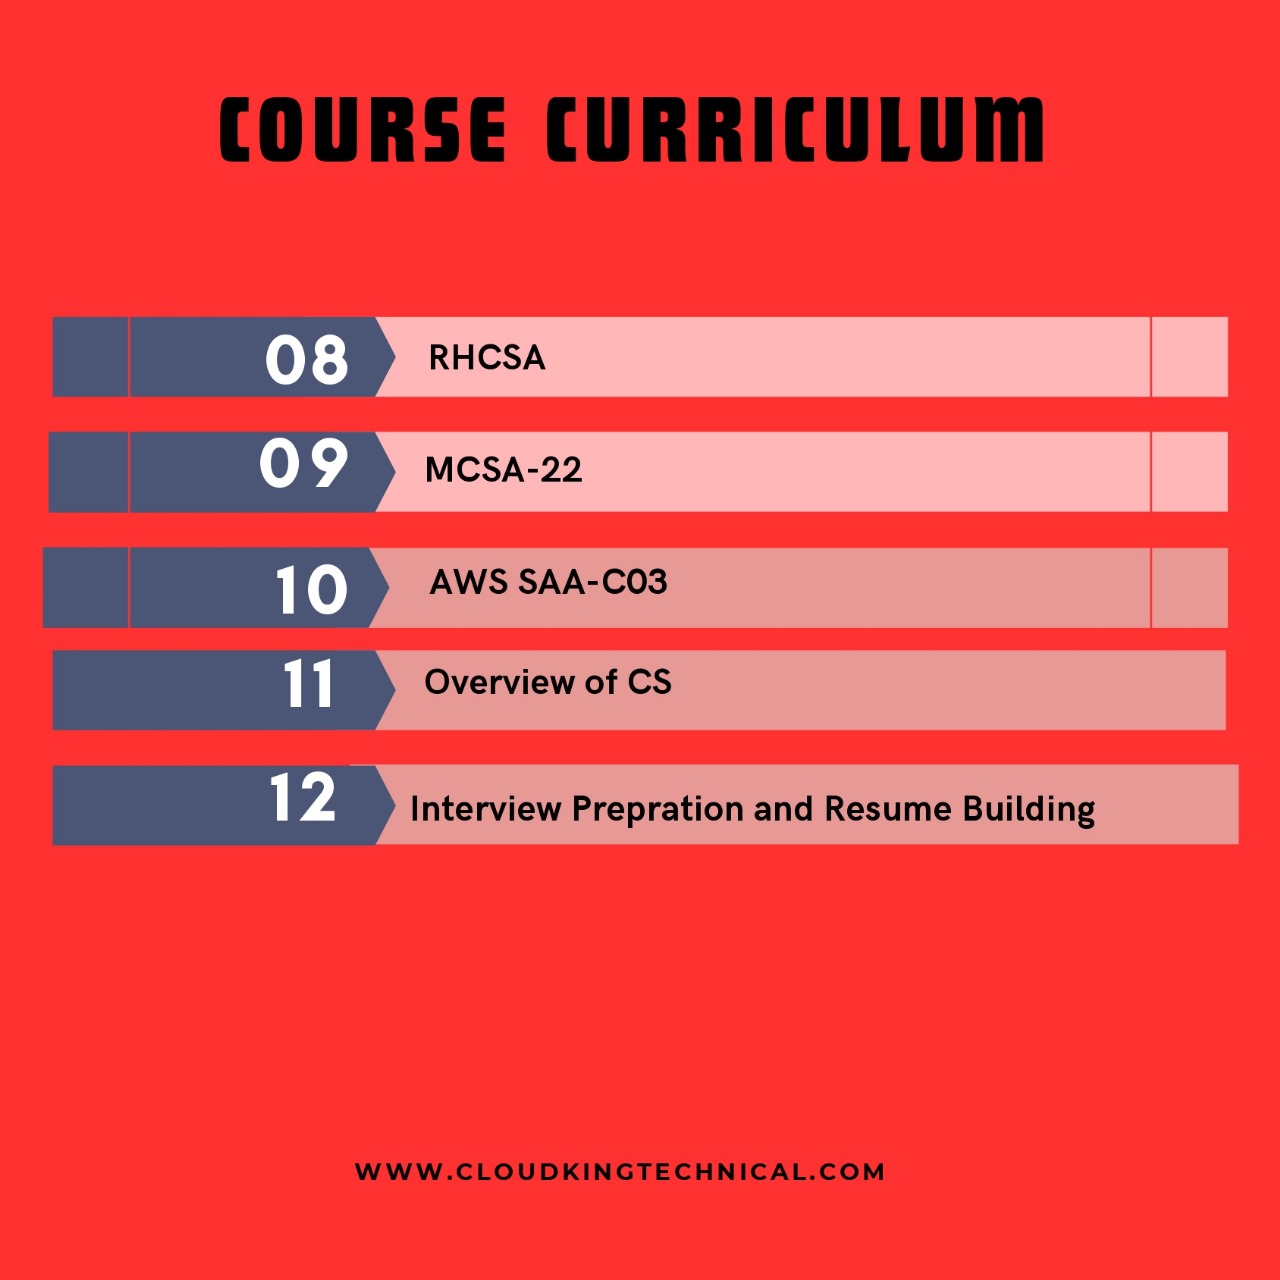 COURSE CURRICULUM
08 RHCSA
09 MCSA-22
10 AWS SAA-C03
11 Overview of CS
12 Interview Prepration and Resume Building
WWW.CLOUDKINGTECHNICAL.COM